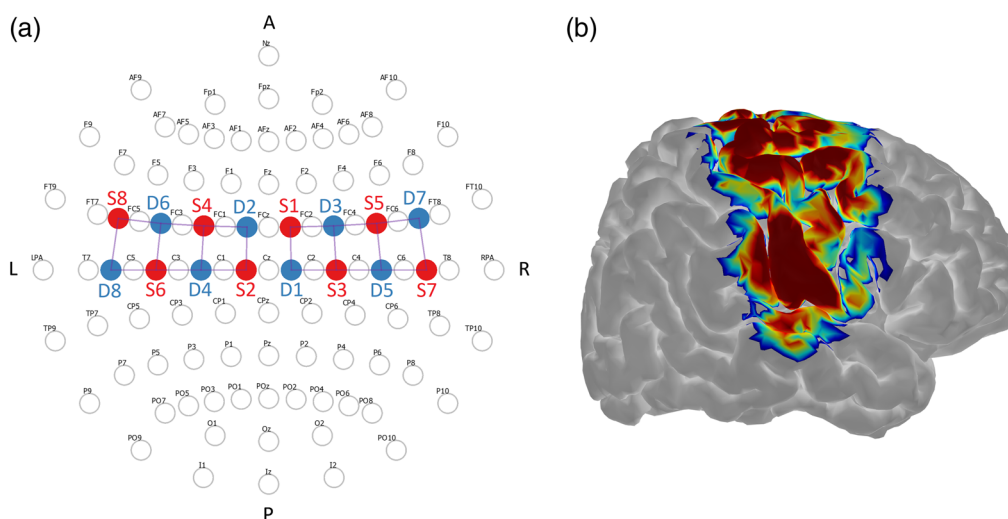 (a)
(b)
A
Nz
AF9 Fp1 Fpz Fp2 AF10
F9 AF7 AF5 AF3 AF1 AFz AF2 AF4 AF6 AF8 F10
F7 F5 F3 F1 Fz F2 F4 F6 F8
FT9 S8 D6 S4 D2 S1 D3 S5 D7 FT10
FT7 FC5 FC3 FC1 FCz FC2 FC4 FC6 FT8
L LPA T7 C5 C3 C1 Cz C2 C4 C6 T8 RPA R
D8 S6 D4 S2 D1 S3 D5 S7
TP9 TP7 CP5 CP3 CP1 CPz CP2 CP4 CP6 TP8 TP10
P7 P5 P3 P1 Pz P2 P4 P6 P8
P9 PO7 PO5 PO3 PO1 POz PO2 PO4 PO6 PO8 P10
PO9 O1 Oz O2 PO10
I1 Iz I2
P